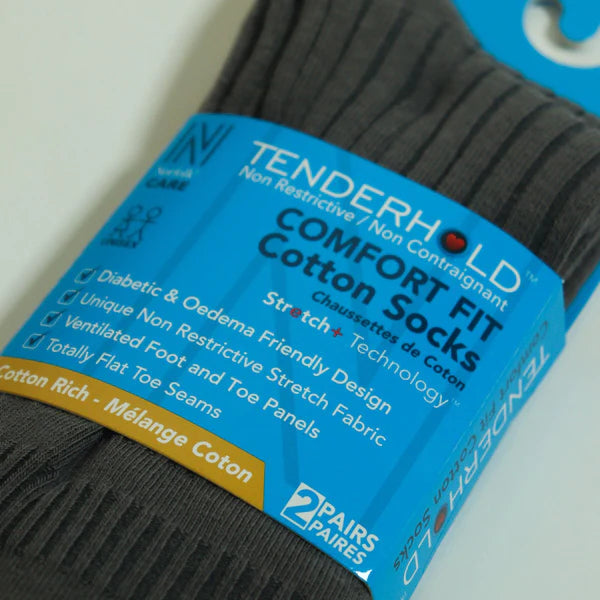 N
Norfolk
CARE
UNISEX
TENDERHOLD™
Non Restrictive / Non Contraignant
COMFORT FIT
Cotton Socks
Chaussettes de Coton
Stretch+ Technology™
Diabetic & Oedema Friendly Design
Unique Non Restrictive Stretch Fabric
Ventilated Foot and Toe Panels
Totally Flat Toe Seams
Cotton Rich - Mélange Coton
2 PAIRS
PAIRES
TENDERHOLD
Comfort Fit Cotton Socks